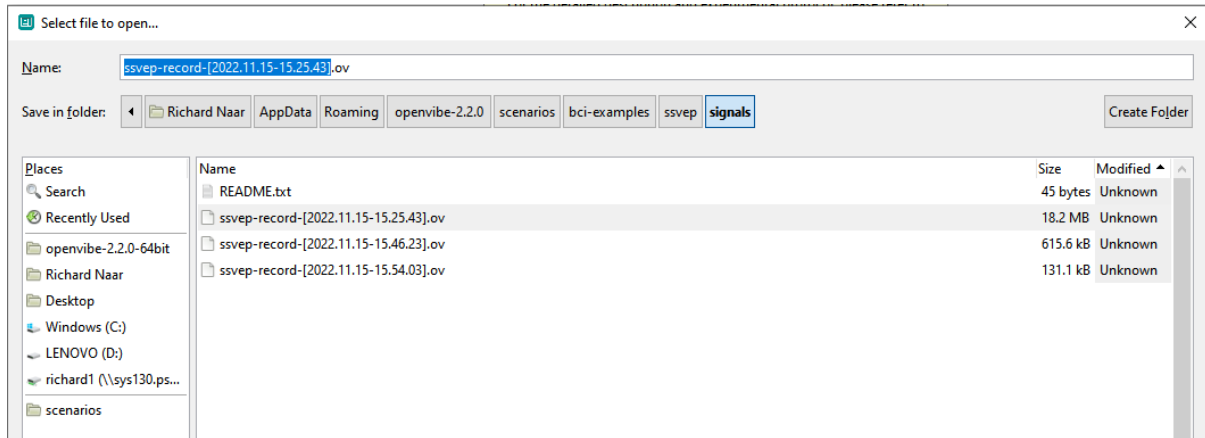 Select file to open...
Name: ssvep-record-[2022.11.15-15.25.43].ov
Save in folder: Richard Naar AppData Roaming openvibe-2.2.0 scenarios bci-examples ssvep signals Create Folder
Places Name Size Modified
Search README.txt 45 bytes Unknown
Recently Used ssvep-record-[2022.11.15-15.25.43].ov 18.2 MB Unknown
openvibe-2.2.0-64bit ssvep-record-[2022.11.15-15.46.23].ov 615.6 kB Unknown
Richard Naar ssvep-record-[2022.11.15-15.54.03].ov 131.1 kB Unknown
Desktop
Windows (C:)
LENOVO (D:)
richard1 (\\sys130.ps...
scenarios